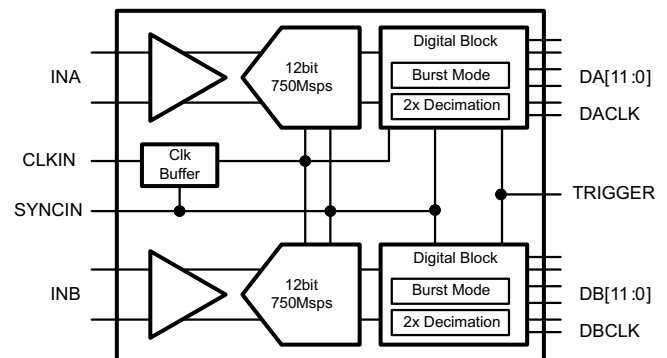 INA
12bit
750Msps
Digital Block
Burst Mode
2x Decimation
DA[11:0]
DACLK
CLKIN
Clk
Buffer
SYNCIN
TRIGGER
INB
12bit
750Msps
Digital Block
Burst Mode
2x Decimation
DB[11:0]
DBCLK